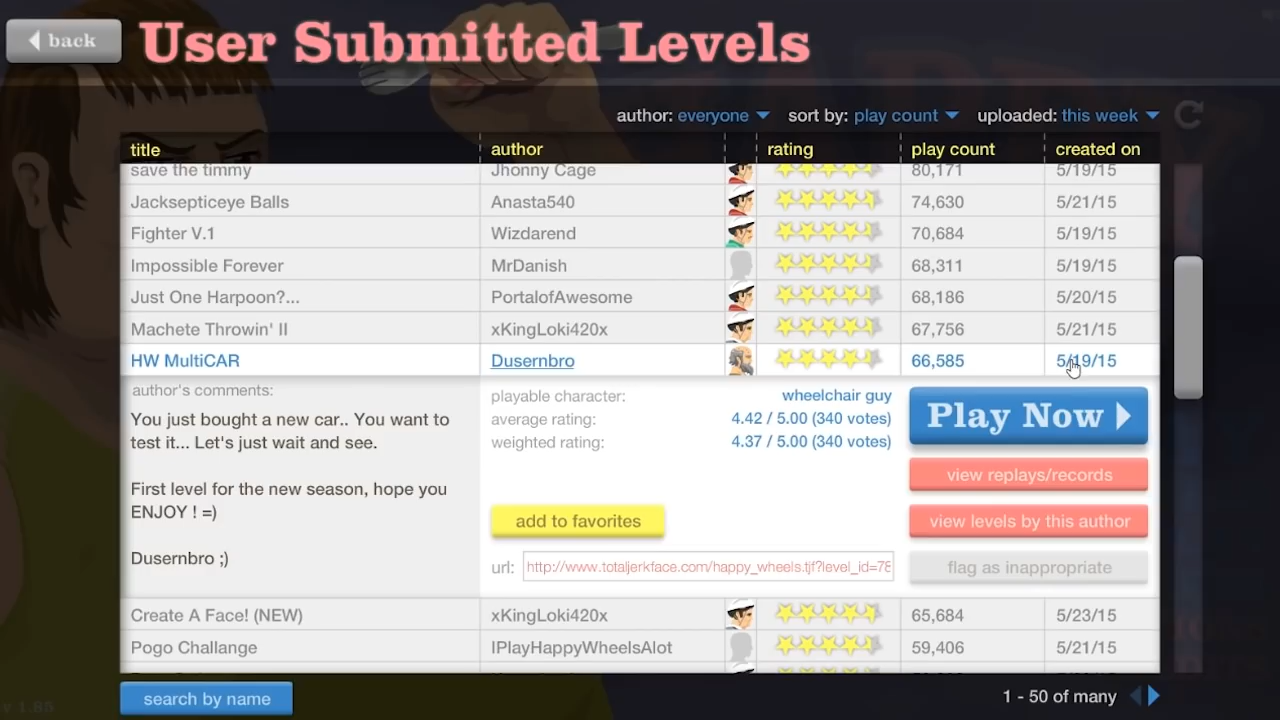 back
User Submitted Levels
author: everyone sort by: play count uploaded: this week
title author rating play count created on
save the timmy Jhonny Cage 80,171 5/19/15
Jacksepticeye Balls Anasta540 74,630 5/21/15
Fighter V.1 Wizdarend 70,684 5/19/15
Impossible Forever MrDanish 68,311 5/19/15
Just One Harpoon?... PortalofAwesome 68,186 5/20/15
Machete Throwin' II xKingLoki420x 67,756 5/21/15
HW MultiCAR Dusernbro 66,585 5/19/15
author's comments:
You just bought a new car.. You want to
test it... Let's just wait and see.
First level for the new season, hope you
ENJOY ! =)
Dusernbro ;)
playable character: wheelchair guy
average rating: 4.42 / 5.00 (340 votes)
weighted rating: 4.37 / 5.00 (340 votes)
add to favorites
url: http://www.totaljerkface.com/happy_wheels.tjf?level_id=78
Play Now
view replays/records
view levels by this author
flag as inappropriate
Create A Face! (NEW) xKingLoki420x 65,684 5/23/15
Pogo Challange IPlayHappyWheelsAlot 59,406 5/21/15
search by name
1 - 50 of many
v 1.85